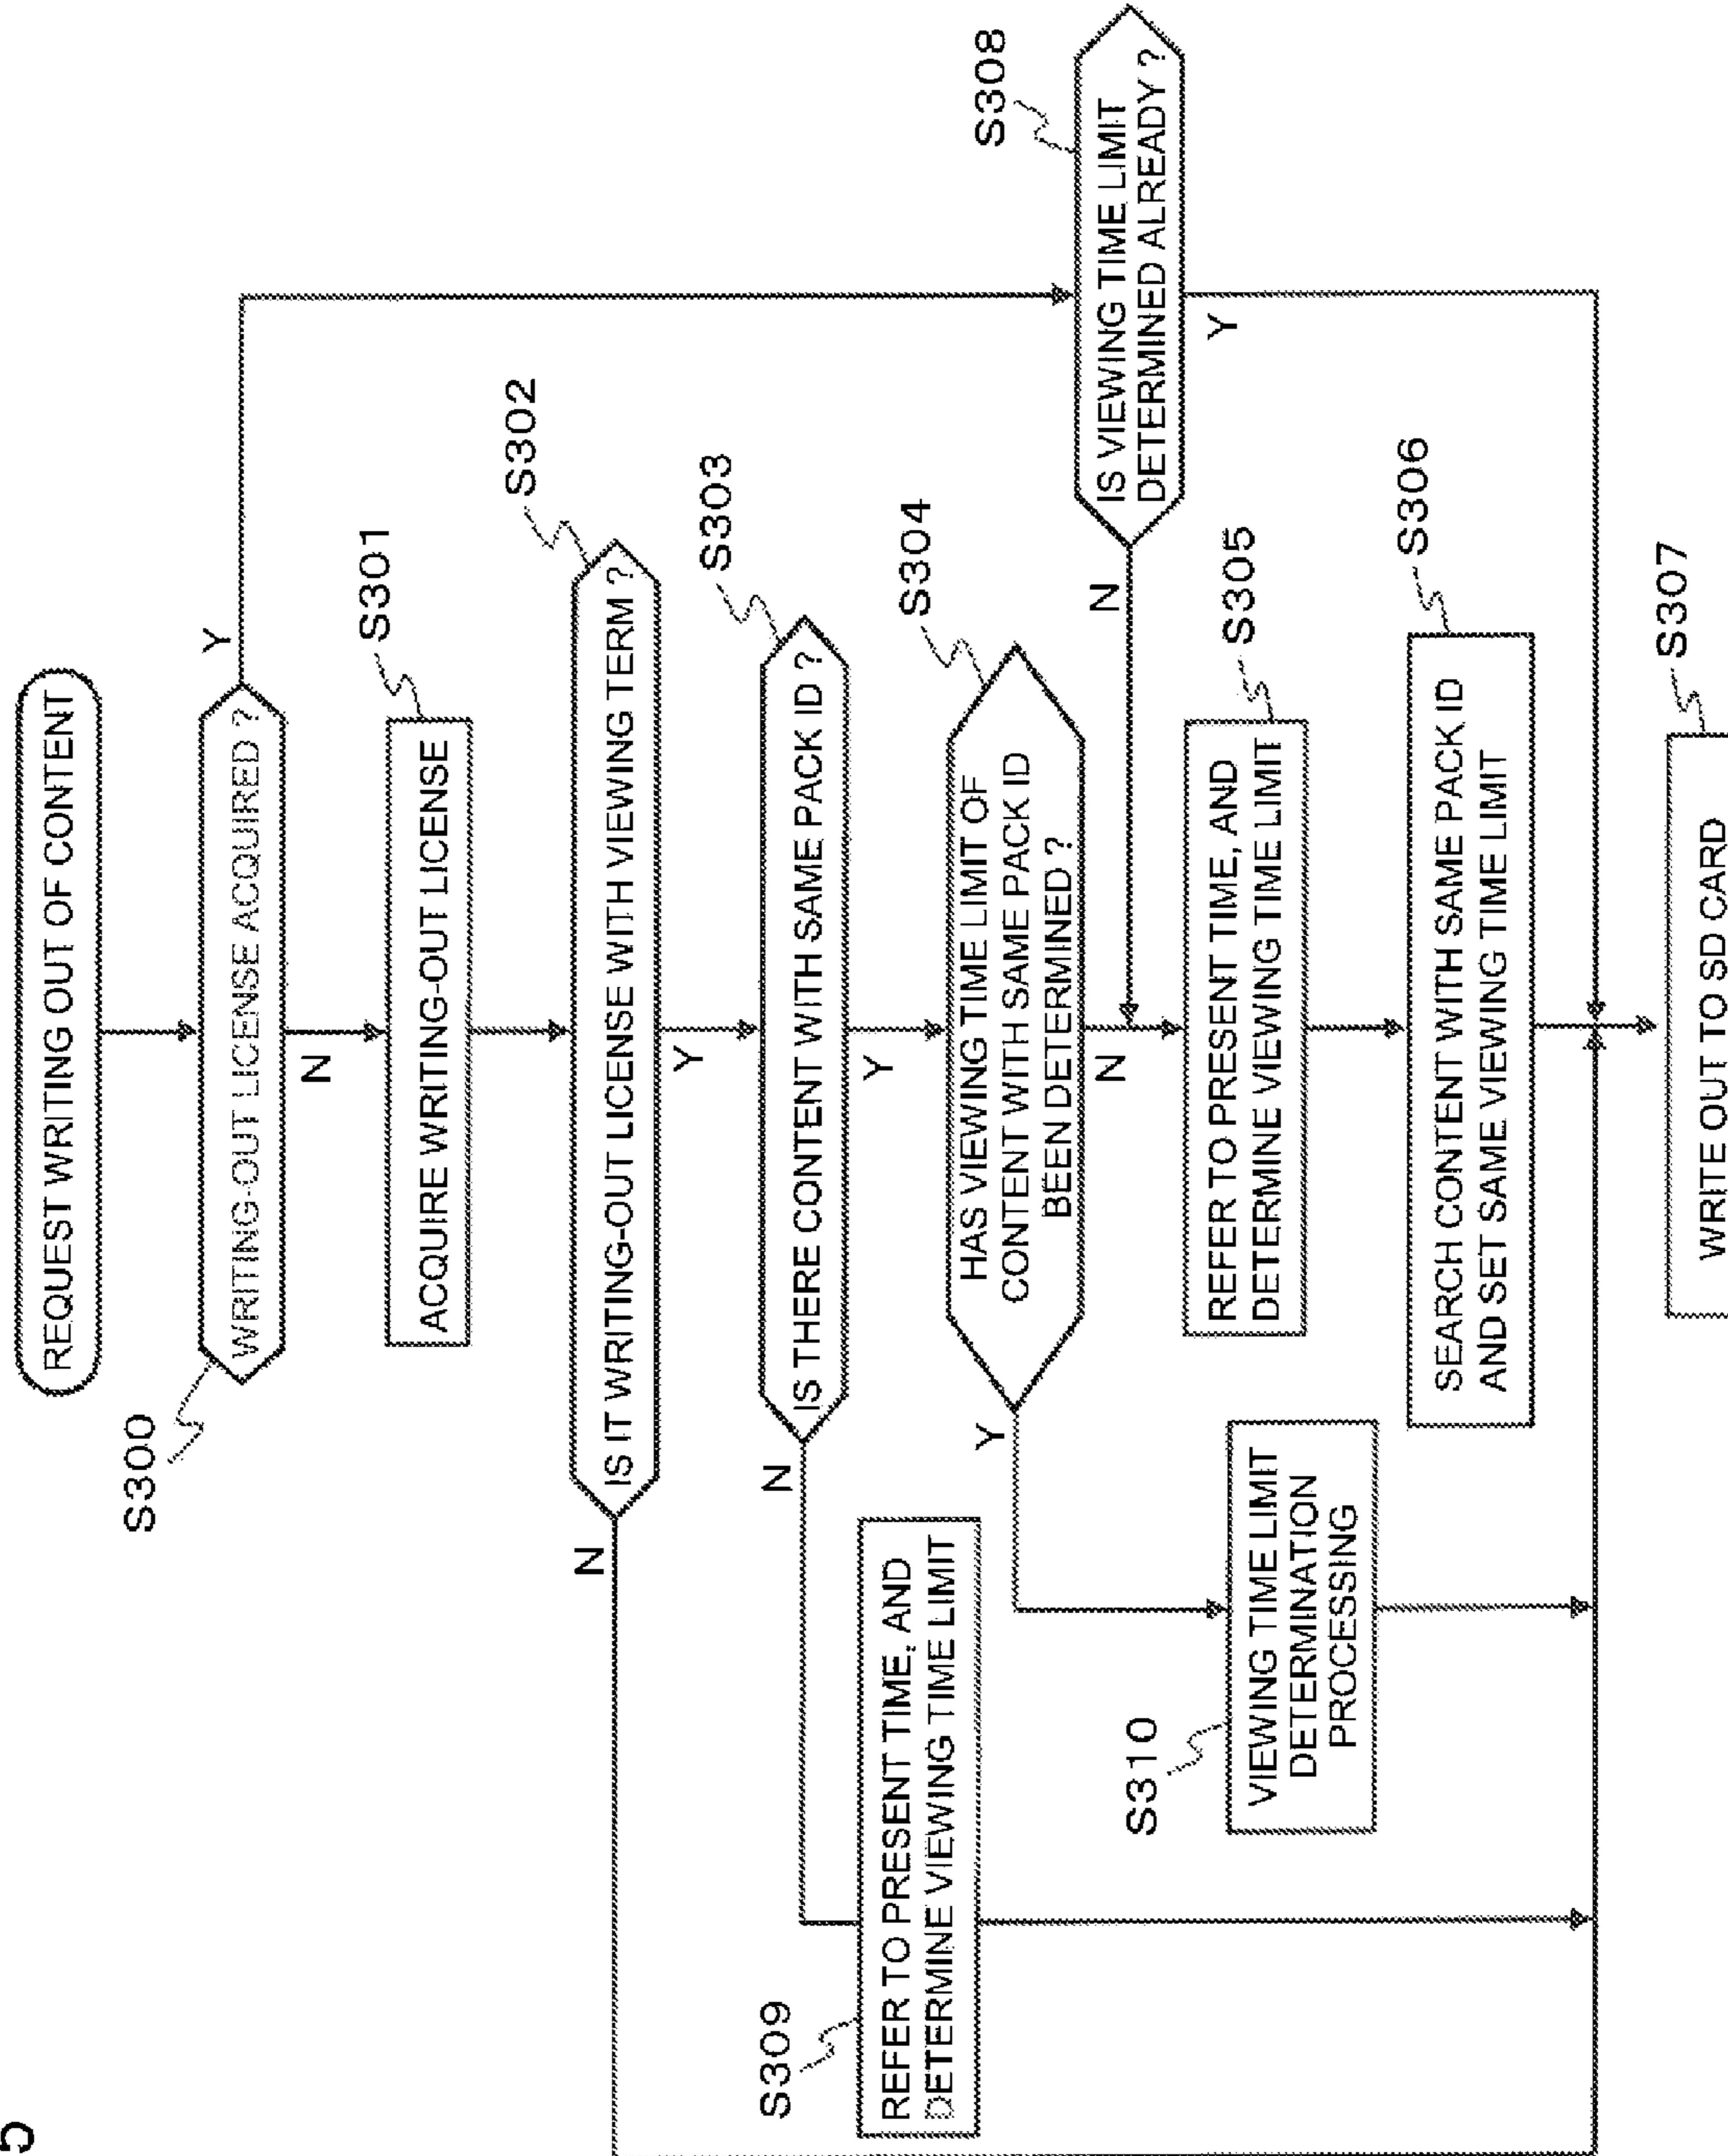 5
REQUEST WRITING OUT OF CONTENT
S300
WRITING-OUT LICENSE ACQUIRED ?
Y
N
S301
ACQUIRE WRITING-OUT LICENSE
S302
IS IT WRITING-OUT LICENSE WITH VIEWING TERM ?
N
Y
S303
IS THERE CONTENT WITH SAME PACK ID ?
N
Y
S309
REFER TO PRESENT TIME, AND
DETERMINE VIEWING TIME LIMIT
S304
HAS VIEWING TIME LIMIT OF
CONTENT WITH SAME PACK ID
BEEN DETERMINED ?
Y
N
S308
IS VIEWING TIME LIMIT
DETERMINED ALREADY ?
N
Y
S310
VIEWING TIME LIMIT
DETERMINATION
PROCESSING
S305
REFER TO PRESENT TIME, AND
DETERMINE VIEWING TIME LIMIT
S306
SEARCH CONTENT WITH SAME PACK ID
AND SET SAME VIEWING TIME LIMIT
S307
WRITE OUT TO SD CARD